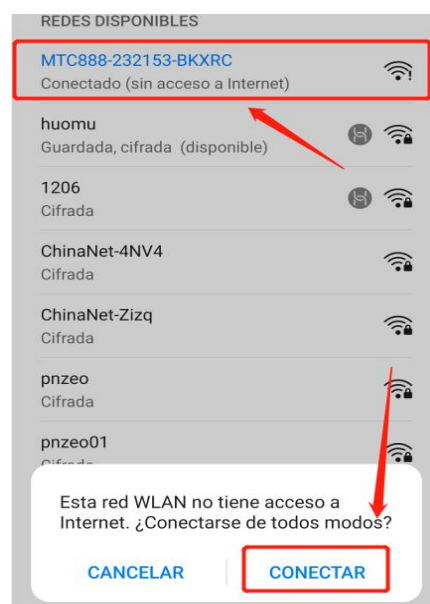 REDES DISPONIBLES
MTC888-232153-BKXRC
Conectado (sin acceso a Internet)
huomu
Guardada, cifrada (disponible)
1206
Cifrada
ChinaNet-4NV4
Cifrada
ChinaNet-Zizq
Cifrada
pnzeo
Cifrada
pnzeo01
Cifrada
Esta red WLAN no tiene acceso a
Internet. ¿Conectarse de todos modos?
CANCELAR
CONECTAR